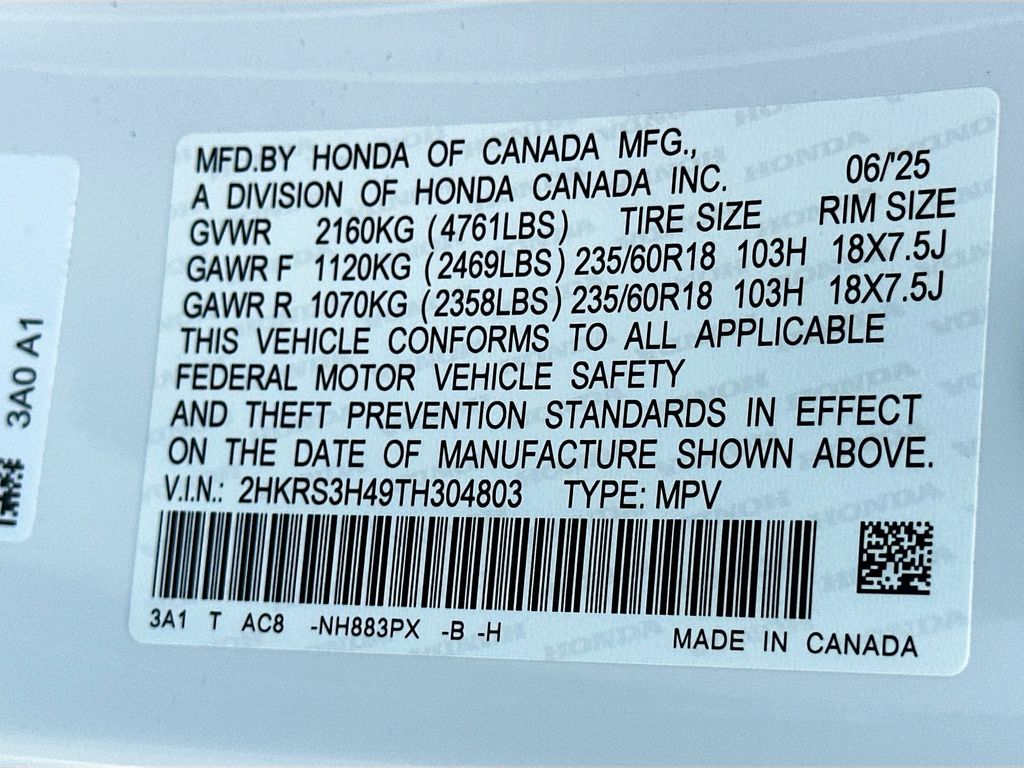 MFD.BY HONDA OF CANADA MFG.,
A DIVISION OF HONDA CANADA INC. 06/'25
GVWR 2160KG (4761LBS) TIRE SIZE RIM SIZE
GAWR F 1120KG (2469LBS) 235/60R18 103H 18X7.5J
GAWR R 1070KG (2358LBS) 235/60R18 103H 18X7.5J
THIS VEHICLE CONFORMS TO ALL APPLICABLE
FEDERAL MOTOR VEHICLE SAFETY
AND THEFT PREVENTION STANDARDS IN EFFECT
ON THE DATE OF MANUFACTURE SHOWN ABOVE.
V.I.N.: 2HKRS3H49TH304803 TYPE: MPV
3A1 T AC8 -NH883PX -B -H
MADE IN CANADA
3A0 A1